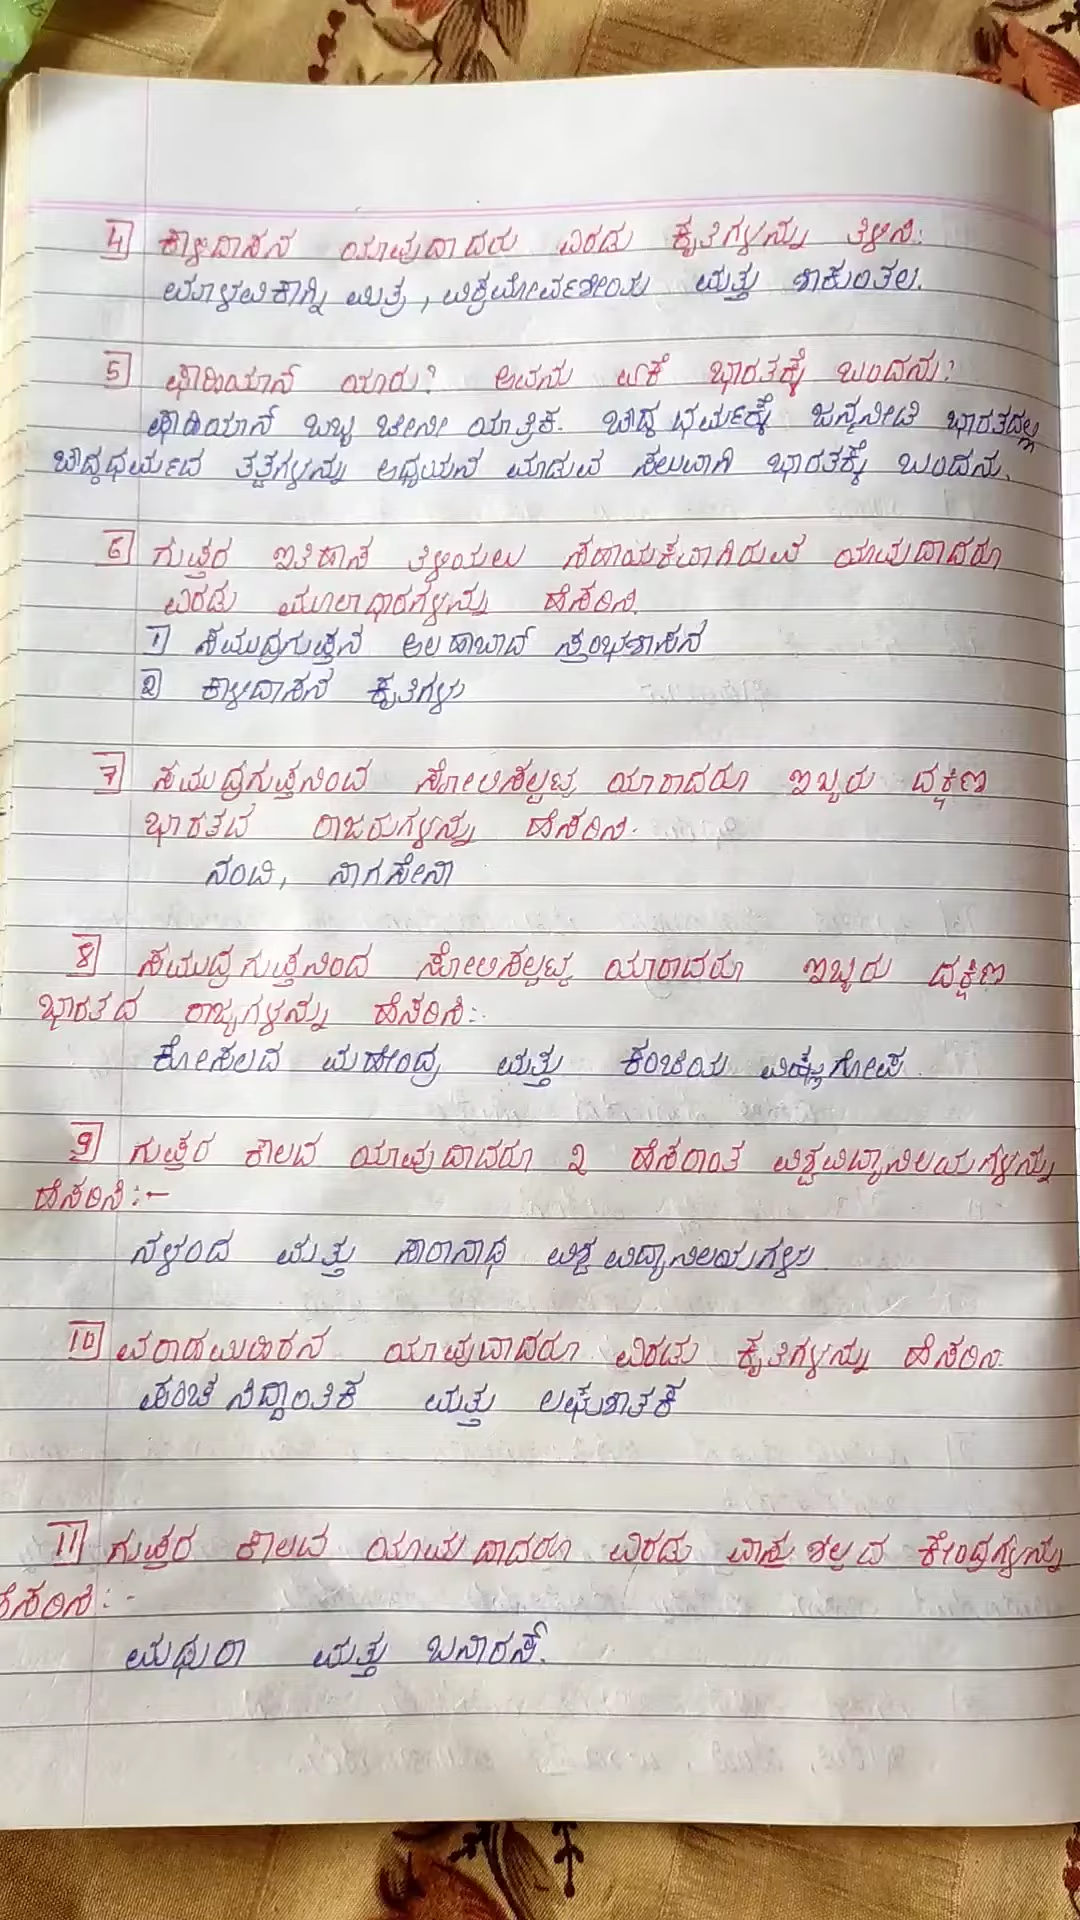 4 ಕಾಳಿದಾಸನ ಯಾವುದಾದರು ಎರಡು ಕೃತಿಗಳನ್ನು ತಿಳಿಸಿ:
ಮಾಳವಿಕಾಗ್ನಿ ಮಿತ್ರ, ವಿಕ್ರಮೋರ್ವಶೀಯ ಮತ್ತು ಶಾಕುಂತಲ.
5 ಫಾಹಿಯಾನ್ ಯಾರು? ಅವನು ಏಕೆ ಭಾರತಕ್ಕೆ ಬಂದನು?
ಫಾಹಿಯಾನ್ ಒಬ್ಬ ಚೀನೀ ಯಾತ್ರಿಕ. ಬೌದ್ಧ ಧರ್ಮಕ್ಕೆ ಜನ್ಮನೀಡಿ ಭಾರತದಲ್ಲಿ
ಬೌದ್ಧಧರ್ಮದ ತತ್ವಗಳನ್ನು ಅಧ್ಯಯನ ಮಾಡುವ ಸಲುವಾಗಿ ಭಾರತಕ್ಕೆ ಬಂದನು.
6 ಗುಪ್ತರ ಇತಿಹಾಸ ತಿಳಿಯಲು ಸಹಾಯಕವಾಗಿರುವ ಯಾವುದಾದರೂ
ಎರಡು ಮೂಲಾಧಾರಗಳನ್ನು ಹೆಸರಿಸಿ.
1) ಸಮುದ್ರಗುಪ್ತನ ಅಲಹಾಬಾದ್ ಸ್ತಂಭಶಾಸನ
2) ಕಾಳಿದಾಸನ ಕೃತಿಗಳು
7 ಸಮುದ್ರಗುಪ್ತನಿಂದ ಸೋಲಿಸಲ್ಪಟ್ಟ ಯಾರಾದರೂ ಇಬ್ಬರು ದಕ್ಷಿಣ
ಭಾರತದ ರಾಜರುಗಳನ್ನು ಹೆಸರಿಸಿ.
ನಂದಿ, ನಾಗಸೇನಾ
8 ಸಮುದ್ರಗುಪ್ತನಿಂದ ಸೋಲಿಸಲ್ಪಟ್ಟ ಯಾರಾದರೂ ಇಬ್ಬರು ದಕ್ಷಿಣ
ಭಾರತದ ರಾಜ್ಯಗಳನ್ನು ಹೆಸರಿಸಿ:-
ಕೋಸಲದ ಮಹೇಂದ್ರ ಮತ್ತು ಕಂಚಿಯ ವಿಷ್ಣುಗೋಪ.
9 ಗುಪ್ತರ ಕಾಲದ ಯಾವುದಾದರೂ 2 ಹೆಸರಾಂತ ವಿಶ್ವವಿದ್ಯಾನಿಲಯಗಳನ್ನು
ಹೆಸರಿಸಿ:-
ನಳಂದ ಮತ್ತು ಸಾರಾನಾಥ ವಿಶ್ವ ವಿದ್ಯಾನಿಲಯಗಳು.
10 ವರಾಹಮಿಹಿರನ ಯಾವುದಾದರೂ ಎರಡು ಕೃತಿಗಳನ್ನು ಹೆಸರಿಸಿ.
ಪಂಚ ಸಿದ್ಧಾಂತಿಕ ಮತ್ತು ಲಘುಶಾತಕ
11 ಗುಪ್ತರ ಕಾಲದ ಯಾವುದಾದರೂ ಎರಡು ವಾಸ್ತುಶಿಲ್ಪದ ಕೇಂದ್ರಗಳನ್ನು
ಹೆಸರಿಸಿ:-
ಮಥುರಾ ಮತ್ತು ಬನಾರಸ್.